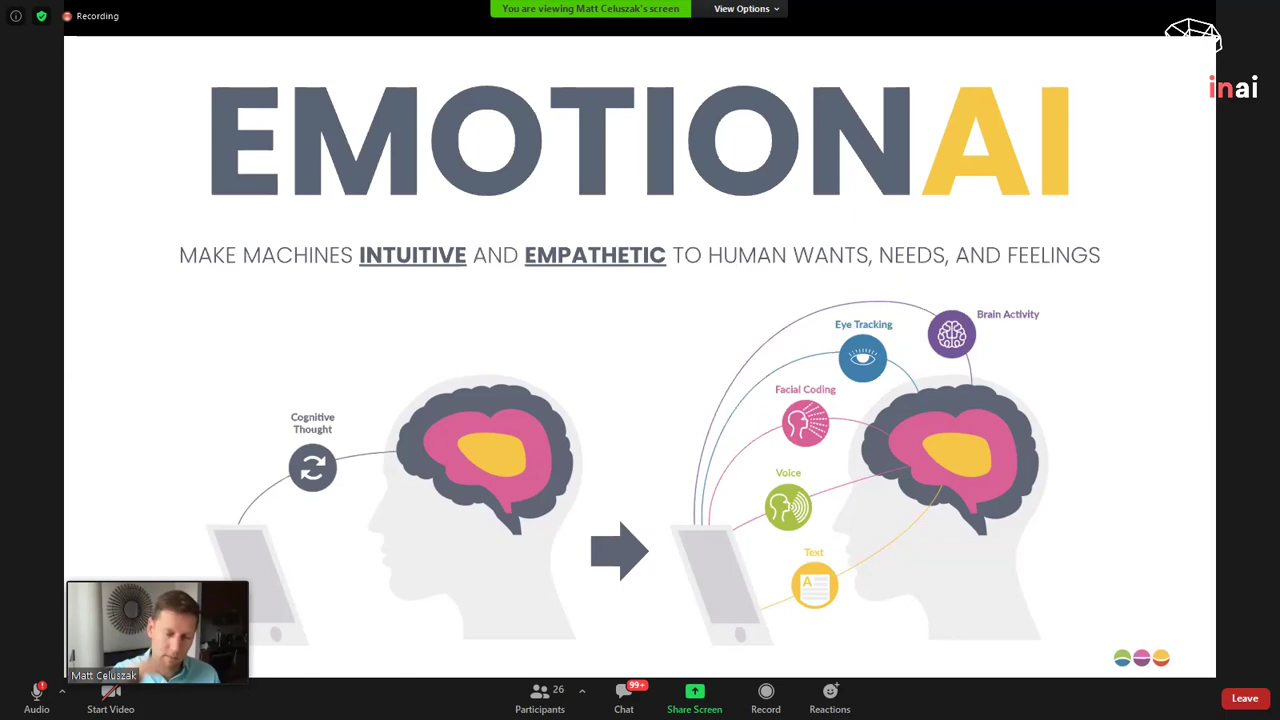 Recording
You are viewing Matt Celuszak's screen
View Options
inai
EMOTIONAI
MAKE MACHINES INTUITIVE AND EMPATHETIC TO HUMAN WANTS, NEEDS, AND FEELINGS
Cognitive
Thought
Brain Activity
Eye Tracking
Facial Coding
Voice
Text
A
Matt Celuszak
Audio
Start Video
26
Participants
99+
Chat
Share Screen
Record
Reactions
Leave